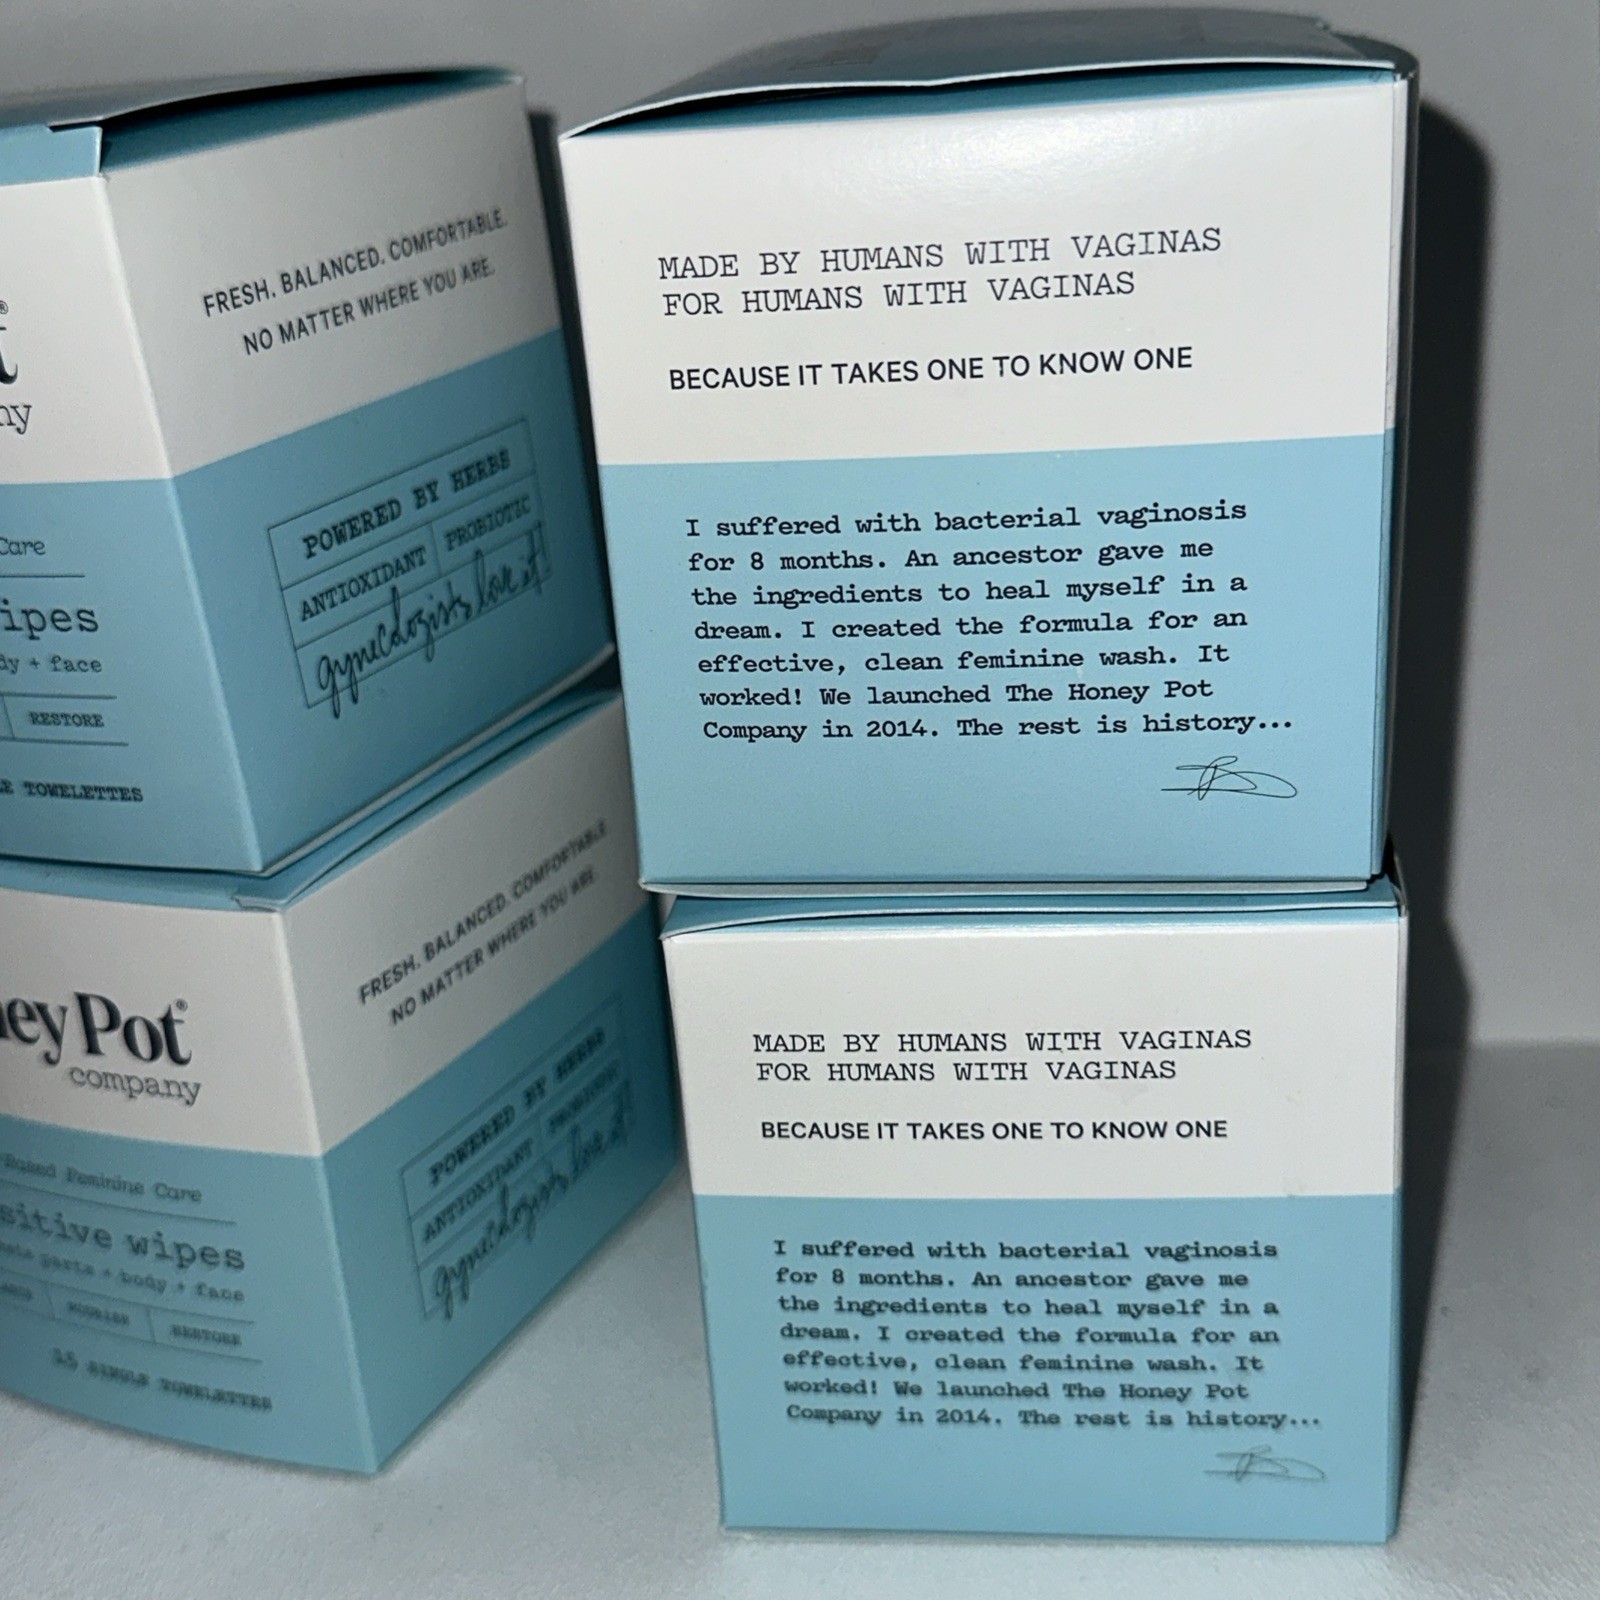 ®
t
ny
Care
ipes
dy + face
RESTORE
E TOWELETTES
FRESH. BALANCED. COMFORTABLE.
NO MATTER WHERE YOU ARE.
POWERED BY HERBS
ANTIOXIDANT PROBIOTIC
gynecologists love it!
MADE BY HUMANS WITH VAGINAS
FOR HUMANS WITH VAGINAS
BECAUSE IT TAKES ONE TO KNOW ONE
I suffered with bacterial vaginosis
for 8 months. An ancestor gave me
the ingredients to heal myself in a
dream. I created the formula for an
effective, clean feminine wash. It
worked! We launched The Honey Pot
Company in 2014. The rest is history...
ney Pot®
company
Based Feminine Care
sitive wipes
parts + body + face
NOURISH RESTORE
15 SINGLE TOWELETTES
FRESH. BALANCED. COMFORTABLE
NO MATTER WHERE YOU ARE.
POWERED BY HERBS
ANTIOXIDANT PROBIOTIC
gynecologists love it!
MADE BY HUMANS WITH VAGINAS
FOR HUMANS WITH VAGINAS
BECAUSE IT TAKES ONE TO KNOW ONE
I suffered with bacterial vaginosis
for 8 months. An ancestor gave me
the ingredients to heal myself in a
dream. I created the formula for an
effective, clean feminine wash. It
worked! We launched The Honey Pot
Company in 2014. The rest is history...